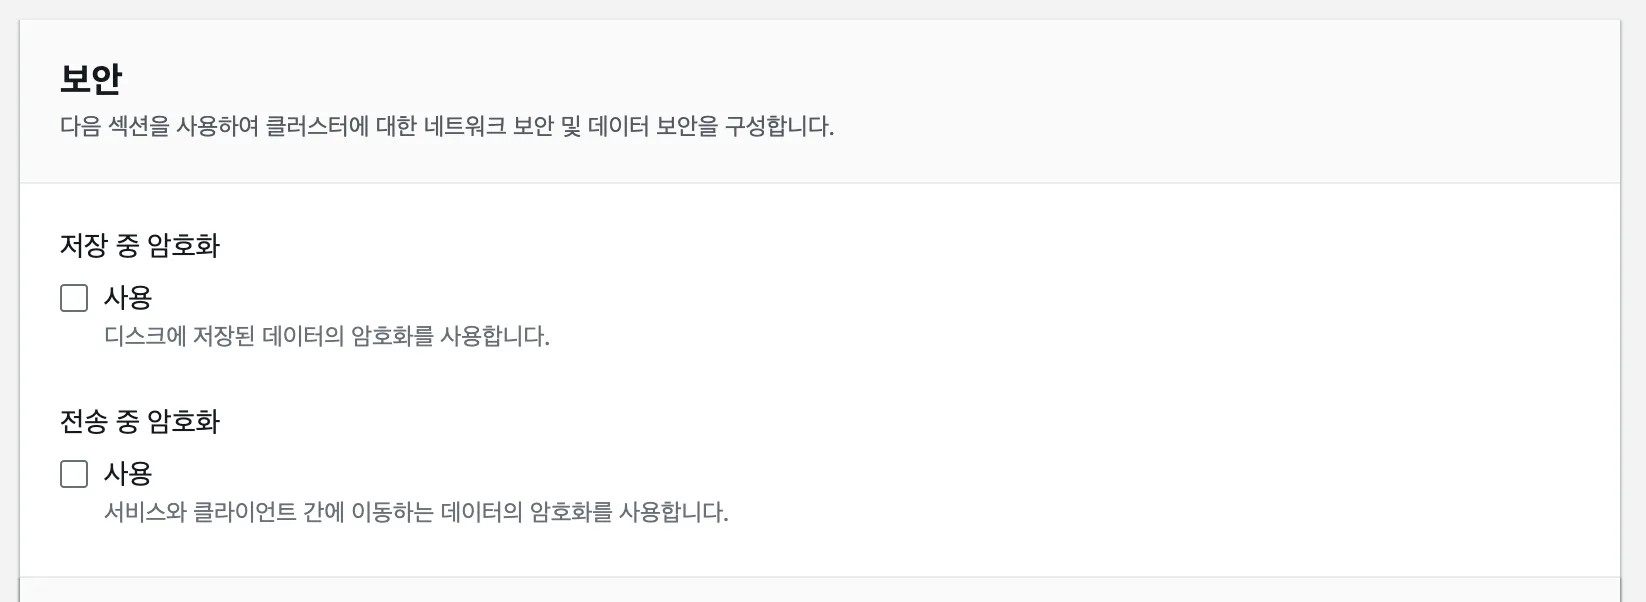 보안
다음 섹션을 사용하여 클러스터에 대한 네트워크 보안 및 데이터 보안을 구성합니다.
저장 중 암호화
사용
디스크에 저장된 데이터의 암호화를 사용합니다.
전송 중 암호화
사용
서비스와 클라이언트 간에 이동하는 데이터의 암호화를 사용합니다.